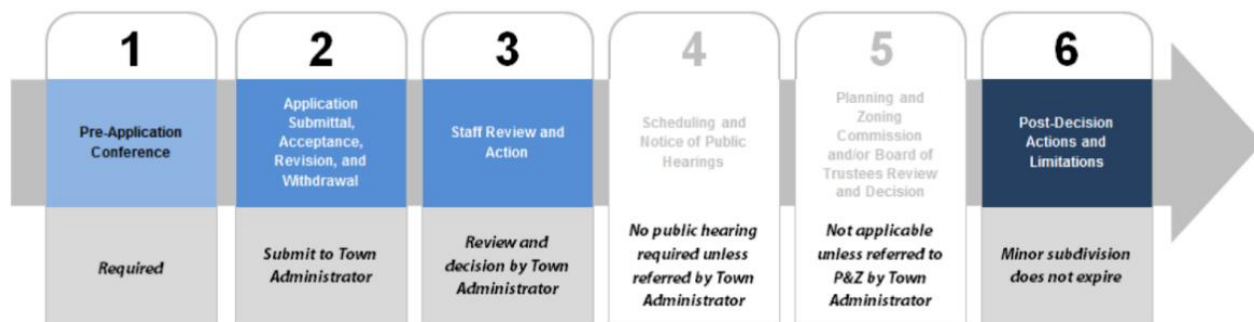 1
Pre-Application
Conference
Required
2
Application
Submittal,
Acceptance,
Revision, and
Withdrawal
Submit to Town
Administrator
3
Staff Review and
Action
Review and
decision by Town
Administrator
4
Scheduling and
Notice of Public
Hearings
No public hearing
required unless
referred by Town
Administrator
5
Planning and
Zoning
Commission
and/or Board of
Trustees Review
and Decision
Not applicable
unless referred to
P&Z by Town
Administrator
6
Post-Decision
Actions and
Limitations
Minor subdivision
does not expire